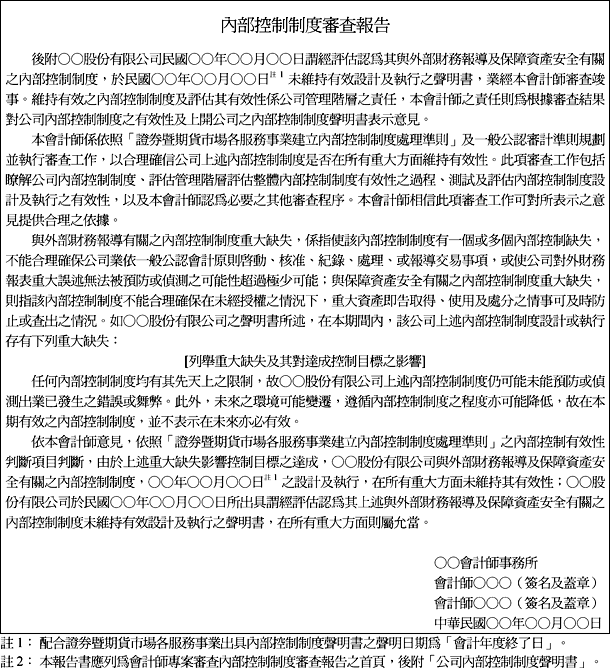 內部控制制度審查報告
後附○○股份有限公司民國○○年○○月○○日謂經評估認為其與外部財務報導及保障資產安全有關
之內部控制制度，於民國○○年○○月○○日註1 未維持有效設計及執行之聲明書，業經本會計師審查竣
事。維持有效之內部控制制度及評估其有效性係公司管理階層之責任，本會計師之責任則為根據審查結果
對公司內部控制制度之有效性及上開公司之內部控制制度聲明書表示意見。
本會計師係依照「證券暨期貨市場各服務事業建立內部控制制度處理準則」及一般公認審計準則規劃
並執行審查工作，以合理確信公司上述內部控制制度是否在所有重大方面維持有效性。此項審查工作包括
瞭解公司內部控制制度、評估管理階層評估整體內部控制制度有效性之過程、測試及評估內部控制制度設
計及執行之有效性，以及本會計師認為必要之其他審查程序。本會計師相信此項審查工作可對所表示之意
見提供合理之依據。
與外部財務報導有關之內部控制制度重大缺失，係指使該內部控制制度有一個或多個內部控制缺失，
不能合理確保公司業依一般公認會計原則啓動、核准、紀錄、處理、或報導交易事項，或使公司對外財務
報表重大誤述無法被預防或偵測之可能性超過極少可能；與保障資產安全有關之內部控制制度重大缺失，
則指該內部控制制度不能合理確保在未經授權之情況下，重大資產即告取得、使用及處分之情事可及時防
止或查出之情況。如○○股份有限公司之聲明書所述，在本期間內，該公司上述內部控制制度設計或執行
存有下列重大缺失：
[列舉重大缺失及其對達成控制目標之影響]
任何內部控制制度均有其先天上之限制，故○○股份有限公司上述內部控制制度仍可能未能預防或偵
測出業已發生之錯誤或舞弊。此外，未來之環境可能變遷，遵循內部控制制度之程度亦可能降低，故在本
期有效之內部控制制度，並不表示在未來亦必有效。
依本會計師意見，依照「證券暨期貨市場各服務事業建立內部控制制度處理準則」之內部控制有效性
判斷項目判斷，由於上述重大缺失影響控制目標之達成，○○股份有限公司與外部財務報導及保障資產安
全有關之內部控制制度，○○年○○月○○日註1 之設計及執行，在所有重大方面未維持其有效性；○○股
份有限公司於民國○○年○○月○○日所出具謂經評估認為其上述與外部財務報導及保障資產安全有關之
內部控制制度未維持有效設計及執行之聲明書，在所有重大方面則屬允當。
○○會計師事務所
會計師○○○（簽名及蓋章）
會計師○○○（簽名及蓋章）
中華民國○○年○○月○○日
註1： 配合證券暨期貨市場各服務事業出具內部控制制度聲明書之聲明日期為「會計年度終了日」。
註2： 本報告書應列為會計師專案審查內部控制制度審查報告之首頁，後附「公司內部控制制度聲明書」。